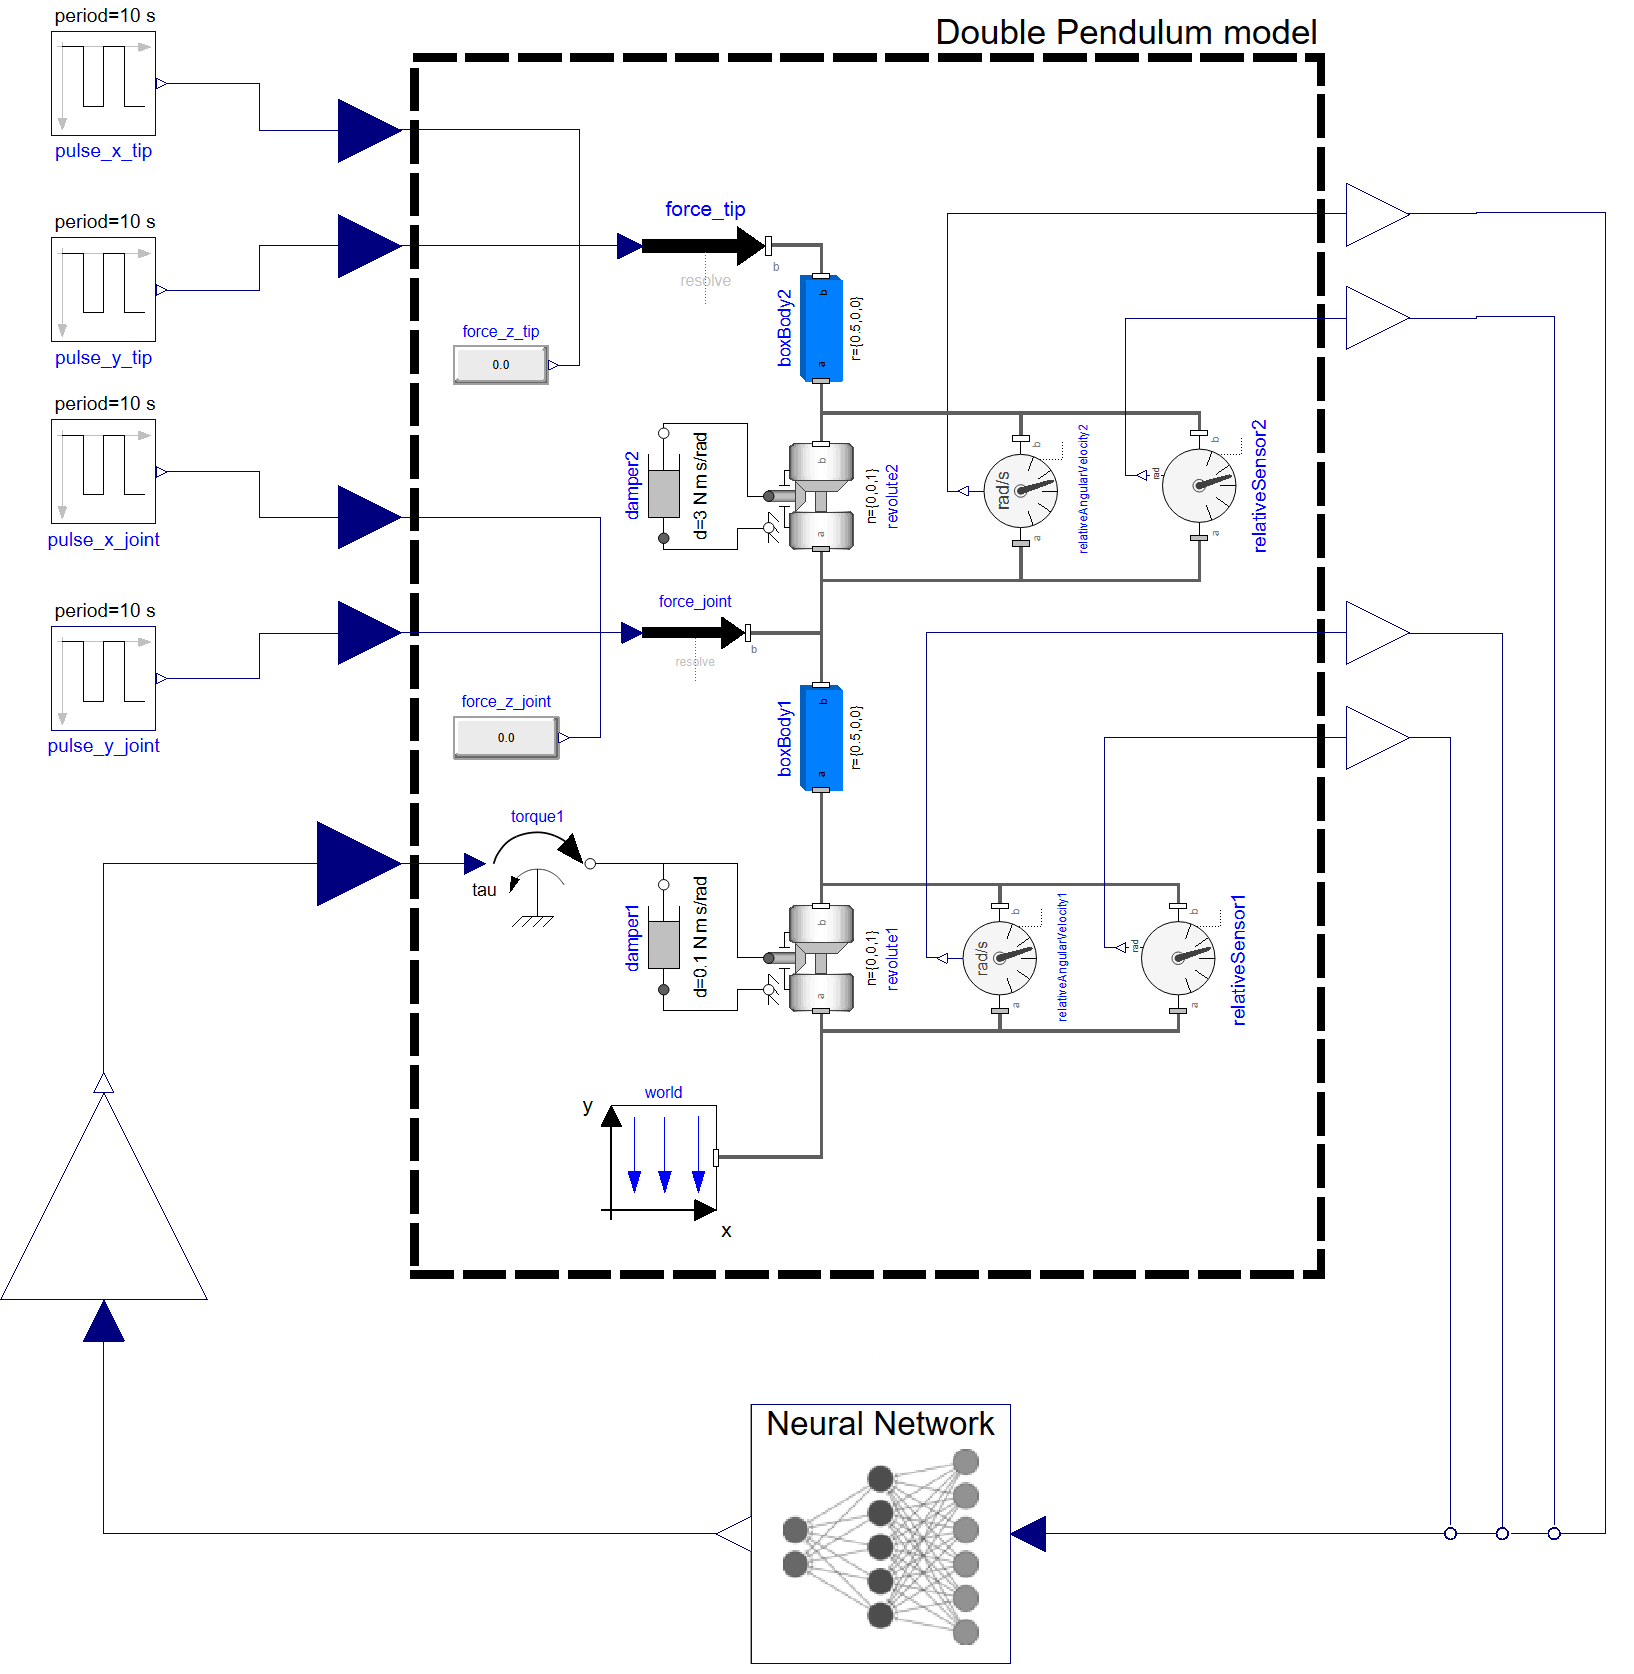 Double Pendulum model
period=10 s
pulse_x_tip
period=10 s
pulse_y_tip
period=10 s
pulse_x_joint
period=10 s
pulse_y_joint
force_tip
b
resolve
force_z_tip
0.0
boxBody2
b
a
r={0.5,0,0}
damper2
d=3 N m s/rad
b
a
n={0,0,1}
revolute2
rad/s
b
a
relativeAngularVelocity2
rad
b
a
relativeSensor2
force_joint
b
resolve
force_z_joint
0.0
boxBody1
b
a
r={0.5,0,0}
torque1
tau
damper1
d=0.1 N m s/rad
b
a
n={0,0,1}
revolute1
rad/s
b
a
relativeAngularVelocity1
rad
b
a
relativeSensor1
world
y
x
Neural Network